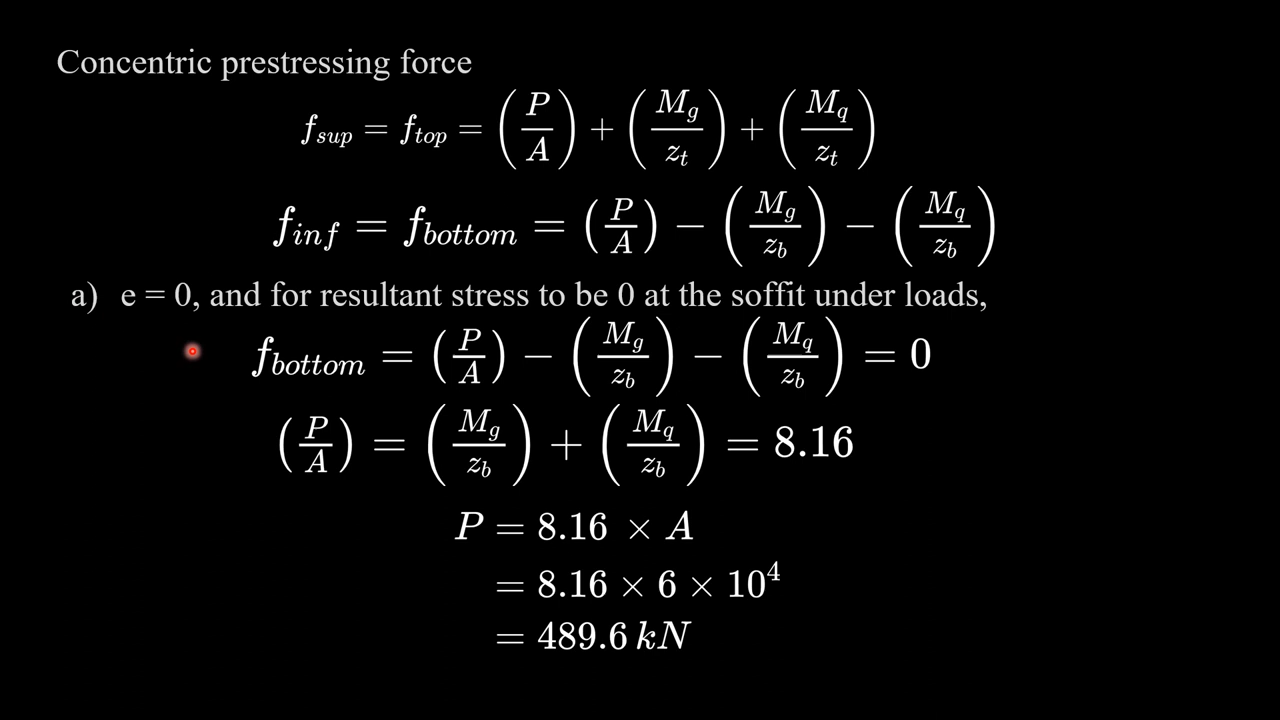 Concentric prestressing force
f_sup = f_top = (P/A) + (M_g/z_t) + (M_q/z_t)
f_inf = f_bottom = (P/A) − (M_g/z_b) − (M_q/z_b)
a) e = 0, and for resultant stress to be 0 at the soffit under loads,
f_bottom = (P/A) − (M_g/z_b) − (M_q/z_b) = 0
(P/A) = (M_g/z_b) + (M_q/z_b) = 8.16
P = 8.16 × A
= 8.16 × 6 × 10⁴
= 489.6 kN